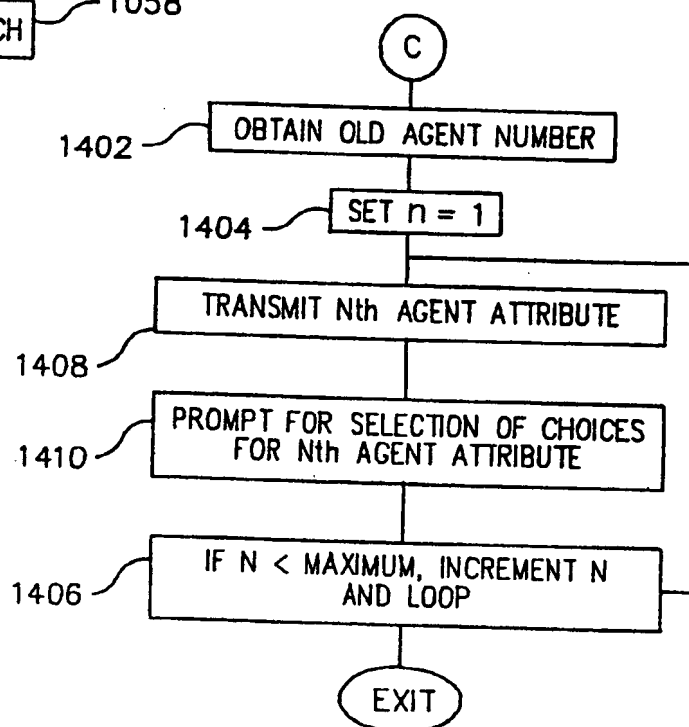 1058
CH
C
1402
OBTAIN OLD AGENT NUMBER
1404
SET n = 1
TRANSMIT Nth AGENT ATTRIBUTE
1408
PROMPT FOR SELECTION OF CHOICES
FOR Nth AGENT ATTRIBUTE
1410
IF N < MAXIMUM, INCREMENT N
AND LOOP
1406
EXIT